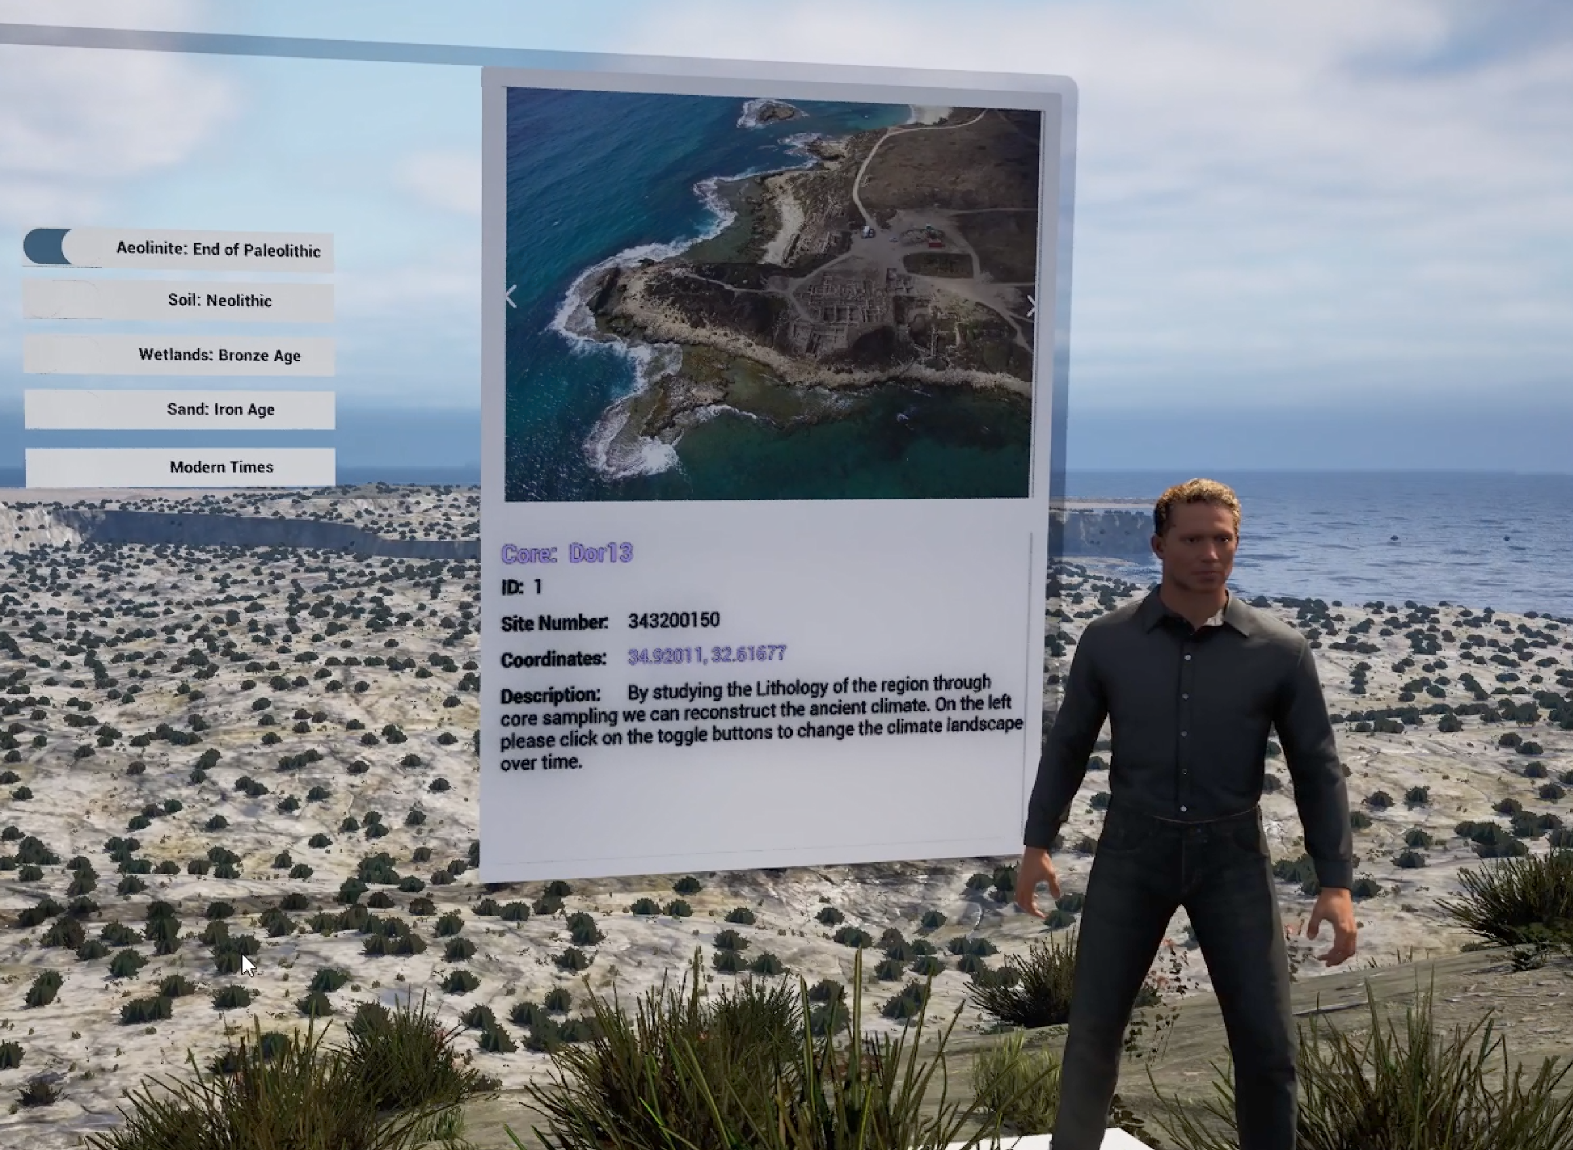 Aeolinite: End of Paleolithic
Soil: Neolithic
Wetlands: Bronze Age
Sand: Iron Age
Modern Times
Core: Dor13
ID: 1
Site Number: 343200150
Coordinates: 34.92011, 32.61677
Description: By studying the Lithology of the region through
core sampling we can reconstruct the ancient climate. On the left
please click on the toggle buttons to change the climate landscape
over time.